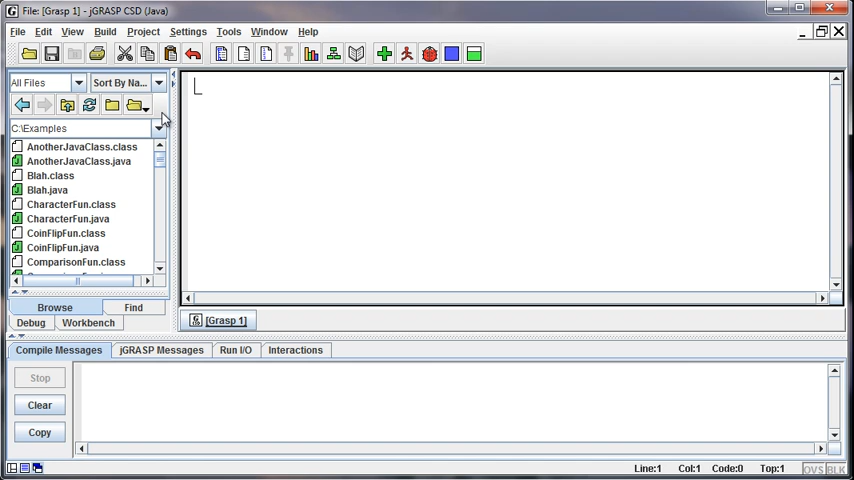 File: [Grasp 1] - jGRASP CSD (Java)
File Edit View Build Project Settings Tools Window Help
All Files Sort By Na...
C:\Examples
AnotherJavaClass.class
AnotherJavaClass.java
Blah.class
Blah.java
CharacterFun.class
CharacterFun.java
CoinFlipFun.class
CoinFlipFun.java
ComparisonFun.class
Browse Find
Debug Workbench
[Grasp 1]
Compile Messages jGRASP Messages Run I/O Interactions
Stop
Clear
Copy
Line:1 Col:1 Code:0 Top:1 OVS BLK